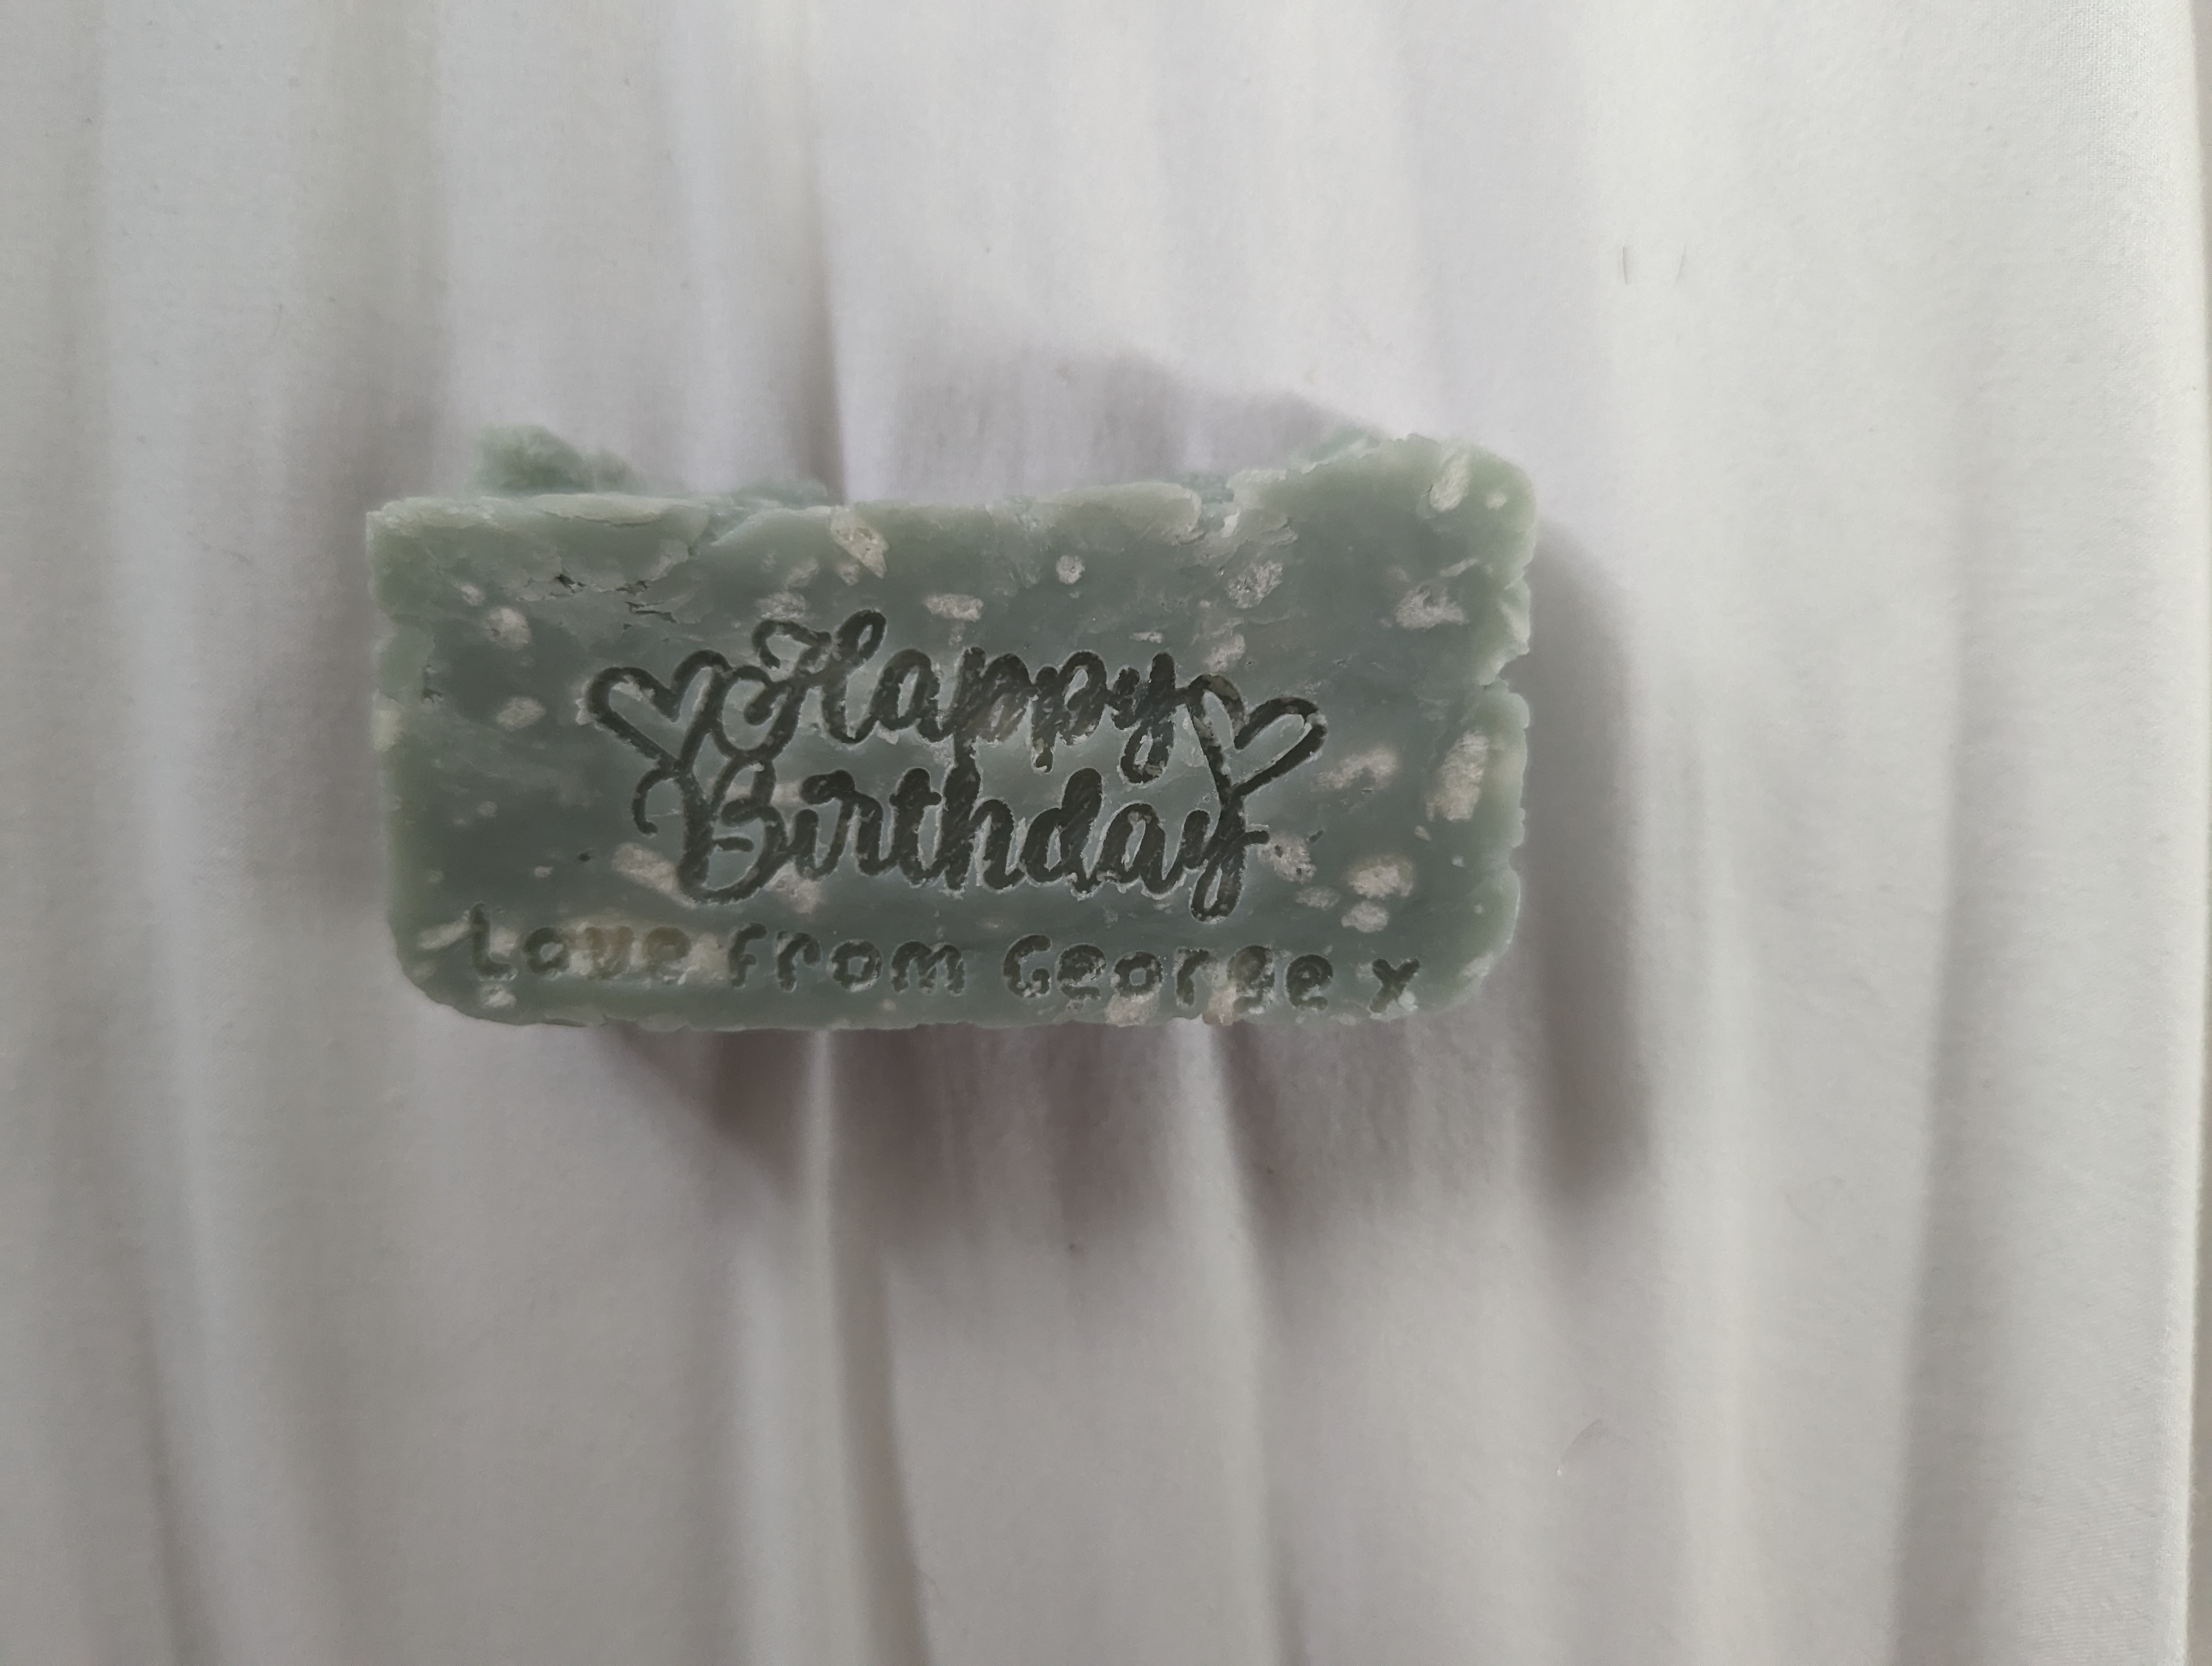 Happy
Birthday
Love from George x